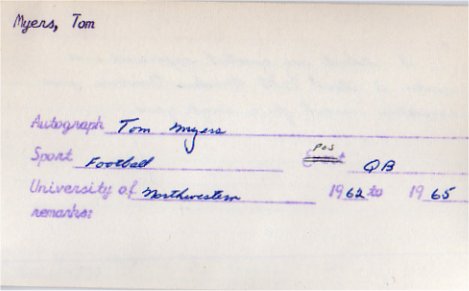 Myers, Tom
Autograph Tom Myers
Sport Football Pos QB
University of Northwestern 1962 to 1965
remarks: